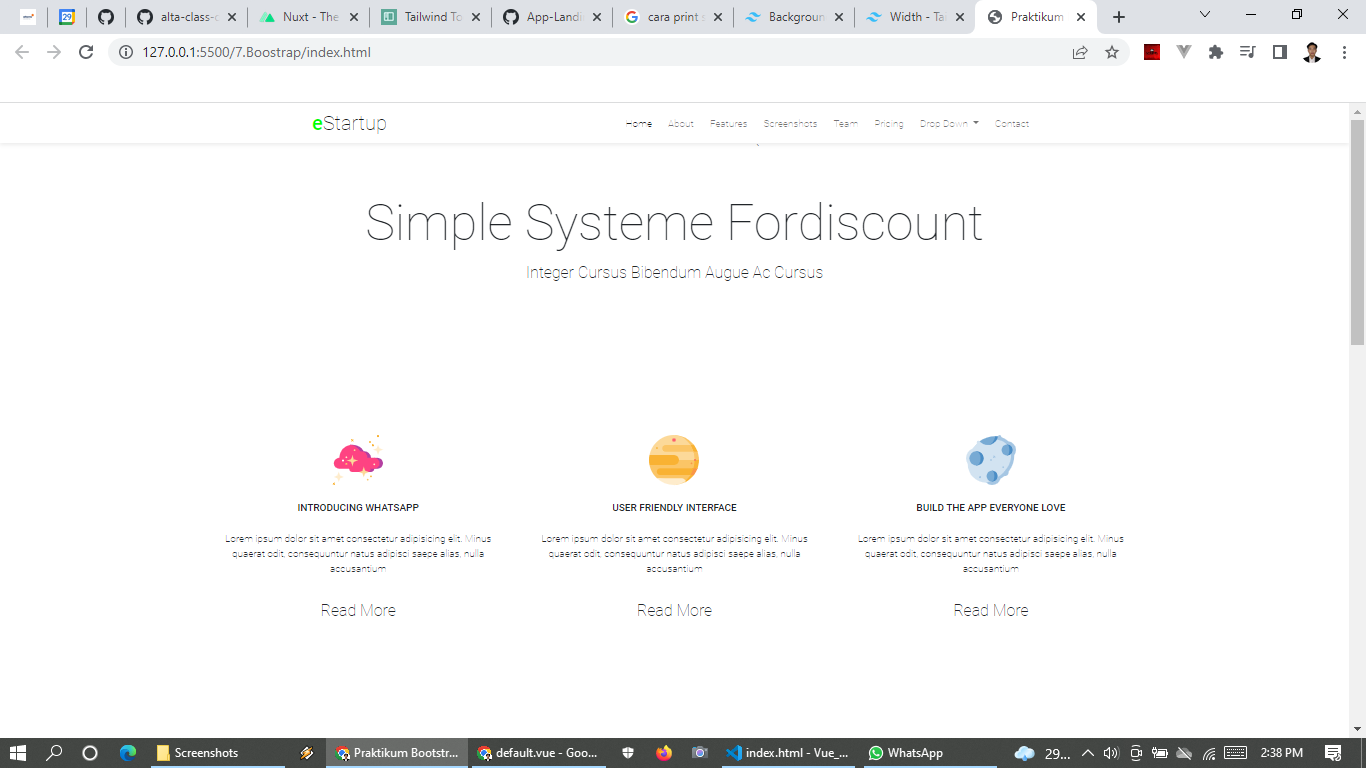 29
alta-class-c
Nuxt - The
Tailwind To
App-Landi
cara print s
Background
Width - Tai
Praktikum
127.0.0.1:5500/7.Boostrap/index.html
eStartup
Home About Features Screenshots Team Pricing Drop Down Contact
Simple Systeme Fordiscount
Integer Cursus Bibendum Augue Ac Cursus
INTRODUCING WHATSAPP
Lorem ipsum dolor sit amet consectetur adipisicing elit. Minus
quaerat odit, consequuntur natus adipisci saepe alias, nulla
accusantium
Read More
USER FRIENDLY INTERFACE
Lorem ipsum dolor sit amet consectetur adipisicing elit. Minus
quaerat odit, consequuntur natus adipisci saepe alias, nulla
accusantium
Read More
BUILD THE APP EVERYONE LOVE
Lorem ipsum dolor sit amet consectetur adipisicing elit. Minus
quaerat odit, consequuntur natus adipisci saepe alias, nulla
accusantium
Read More
Screenshots
Praktikum Bootstr...
default.vue - Goo...
index.html - Vue_...
WhatsApp
29...
2:38 PM